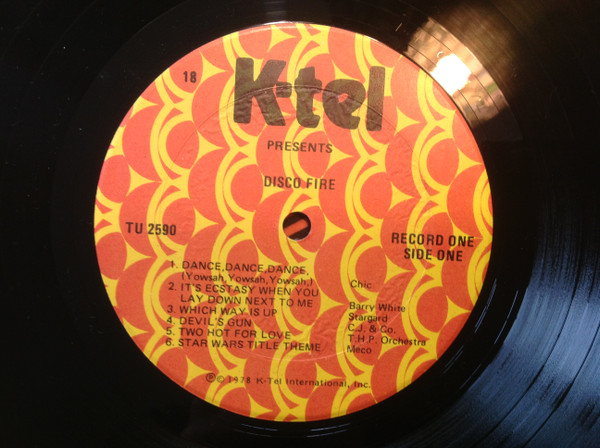 18
K-tel
PRESENTS
DISCO FIRE
TU 2590
RECORD ONE
SIDE ONE
1. DANCE, DANCE, DANCE,
(Yowsah, Yowsah, Yowsah,) Chic
2. IT'S ECSTASY WHEN YOU
LAY DOWN NEXT TO ME Barry White
3. WHICH WAY IS UP Stargard
4. DEVIL'S GUN C.J. & Co.
5. TWO HOT FOR LOVE T.H.P. Orchestra
6. STAR WARS TITLE THEME Meco
℗© 1978 K-Tel International, Inc.